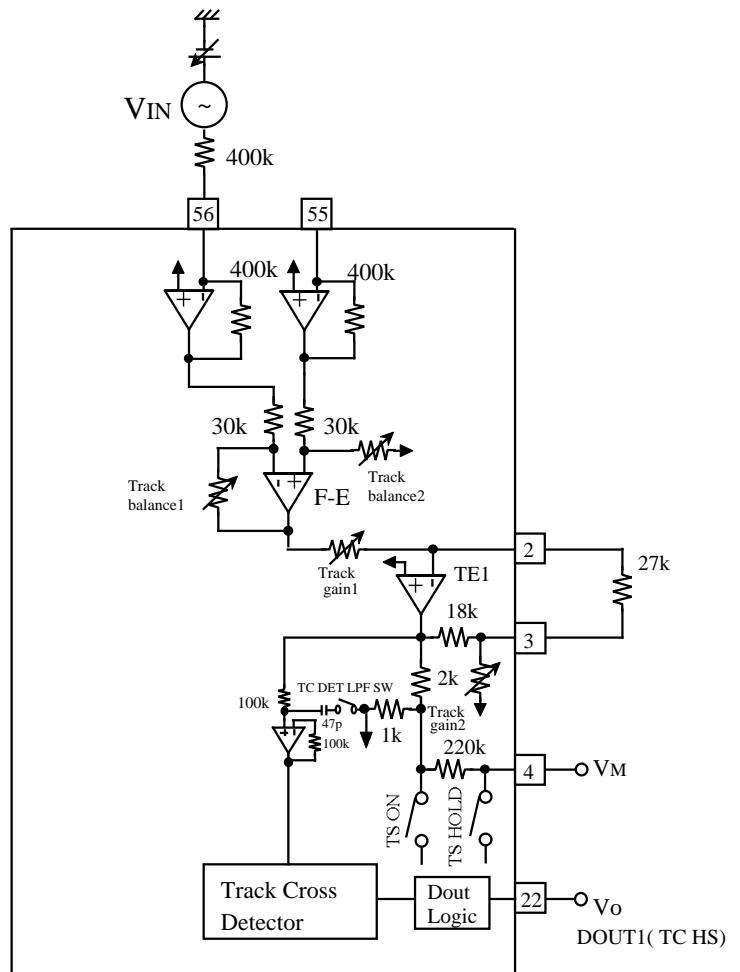 VIN
~
400k
56
55
400k
400k
+
+
30k
30k
Track
balance1
Track
balance2
+
F-E
2
Track
gain1
+
TE1
27k
18k
3
TC DET LPF SW
2k
100k
47p
1k
Track
gain2
+
100k
220k
4
VM
TS ON
TS HOLD
Track Cross
Detector
Dout
Logic
22
Vo
DOUT1( TC HS)